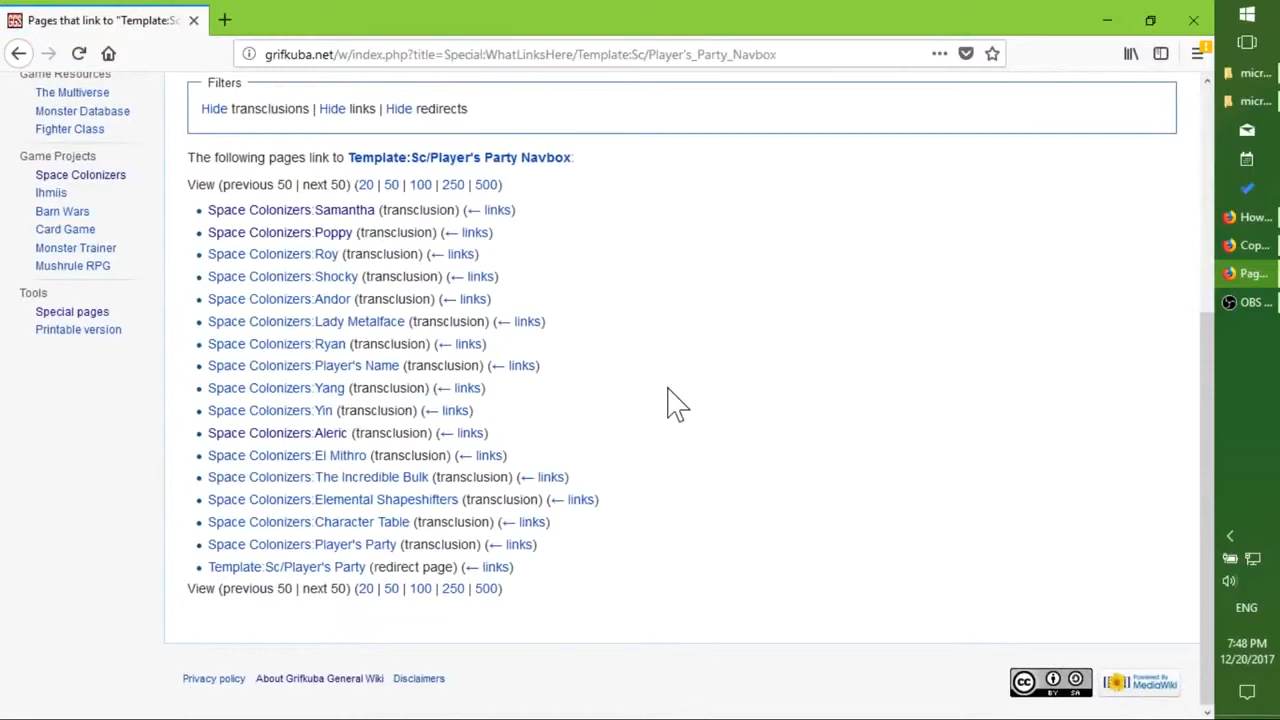 Pages that link to "Template:Sc
grifkuba.net/w/index.php?title=Special:WhatLinksHere/Template:Sc/Player's_Party_Navbox
Game Resources
The Multiverse
Monster Database
Fighter Class
Game Projects
Space Colonizers
Ihmiis
Barn Wars
Card Game
Monster Trainer
Mushrule RPG
Tools
Special pages
Printable version
Filters
Hide transclusions | Hide links | Hide redirects
The following pages link to Template:Sc/Player's Party Navbox:
View (previous 50 | next 50) (20 | 50 | 100 | 250 | 500)
Space Colonizers:Samantha (transclusion) (← links)
Space Colonizers:Poppy (transclusion) (← links)
Space Colonizers:Roy (transclusion) (← links)
Space Colonizers:Shocky (transclusion) (← links)
Space Colonizers:Andor (transclusion) (← links)
Space Colonizers:Lady Metalface (transclusion) (← links)
Space Colonizers:Ryan (transclusion) (← links)
Space Colonizers:Player's Name (transclusion) (← links)
Space Colonizers:Yang (transclusion) (← links)
Space Colonizers:Yin (transclusion) (← links)
Space Colonizers:Aleric (transclusion) (← links)
Space Colonizers:El Mithro (transclusion) (← links)
Space Colonizers:The Incredible Bulk (transclusion) (← links)
Space Colonizers:Elemental Shapeshifters (transclusion) (← links)
Space Colonizers:Character Table (transclusion) (← links)
Space Colonizers:Player's Party (transclusion) (← links)
Template:Sc/Player's Party (redirect page) (← links)
View (previous 50 | next 50) (20 | 50 | 100 | 250 | 500)
Privacy policy About Grifkuba General Wiki Disclaimers
CC BY SA
Powered By MediaWiki
micr...
micr...
How...
Cop...
Pag...
OBS ...
ENG
7:48 PM
12/20/2017